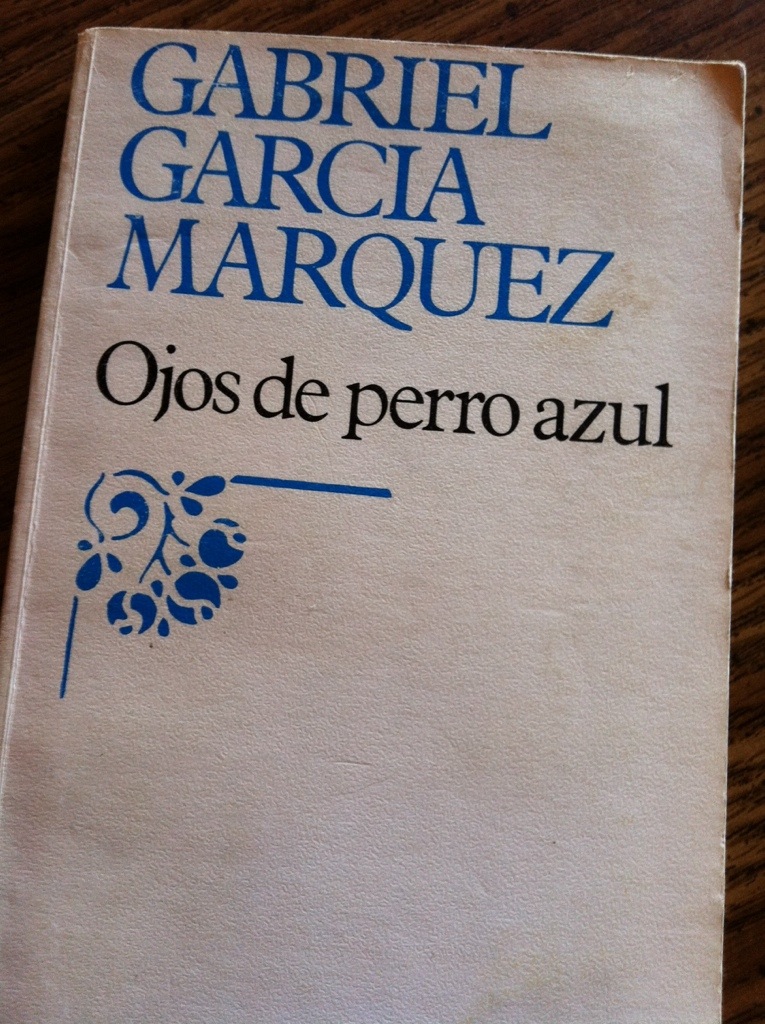 GABRIEL
GARCIA
MARQUEZ
Ojos de perro azul